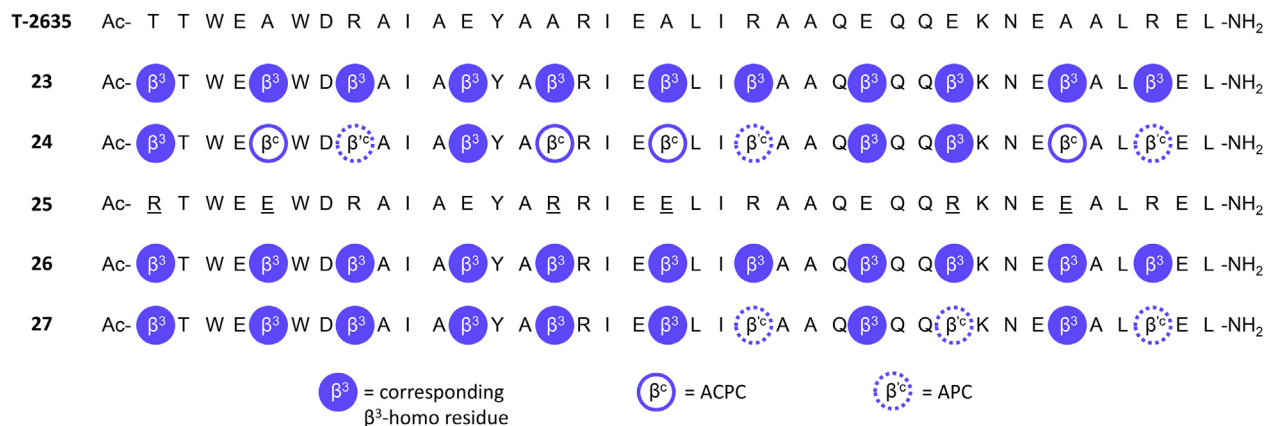 T-2635 Ac- T T W E A W D R A I A E Y A A R I E A L I R A A Q E Q Q E K N E A A L R E L -NH₂
23 Ac- β³ T W E β³ W D β³ A I A β³ Y A β³ R I E β³ L I β³ A A Q β³ Q Q β³ K N E β³ A L β³ E L -NH₂
24 Ac- β³ T W E βᶜ W D β'ᶜ A I A β³ Y A βᶜ R I E βᶜ L I β'ᶜ A A Q β³ Q Q β³ K N E βᶜ A L β'ᶜ E L -NH₂
25 Ac- R T W E E W D R A I A E Y A R R I E E L I R A A Q E Q Q R K N E E A L R E L -NH₂
26 Ac- β³ T W E β³ W D β³ A I A β³ Y A β³ R I E β³ L I β³ A A Q β³ Q Q β³ K N E β³ A L β³ E L -NH₂
27 Ac- β³ T W E β³ W D β³ A I A β³ Y A β³ R I E β³ L I β'ᶜ A A Q β³ Q Q β'ᶜ K N E β³ A L β'ᶜ E L -NH₂
β³ = corresponding
β³-homo residue
βᶜ = ACPC
β'ᶜ = APC